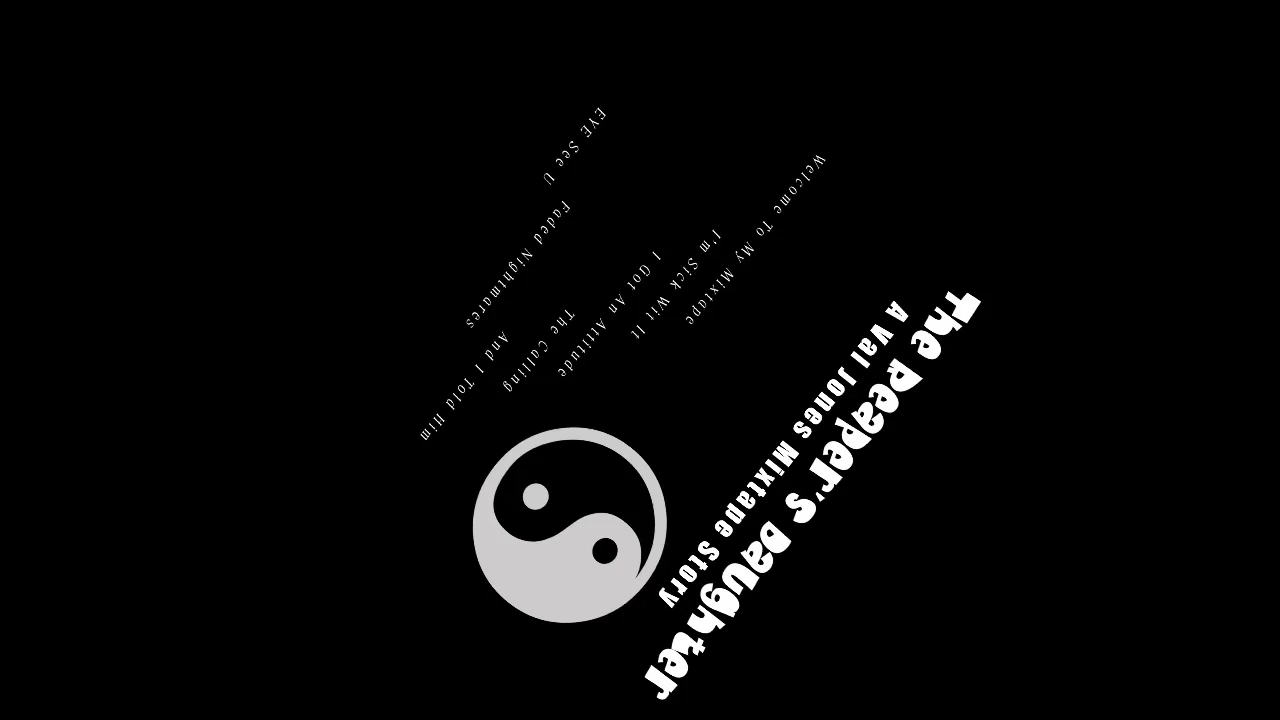 The Reaper's Daughter
A Val Jones Mixtape Story
Welcome To My Mixtape
I'm Sick Wit It
I Got An Attitude
The Calling
And I Told Him
Faded Nightmares
EYE See U